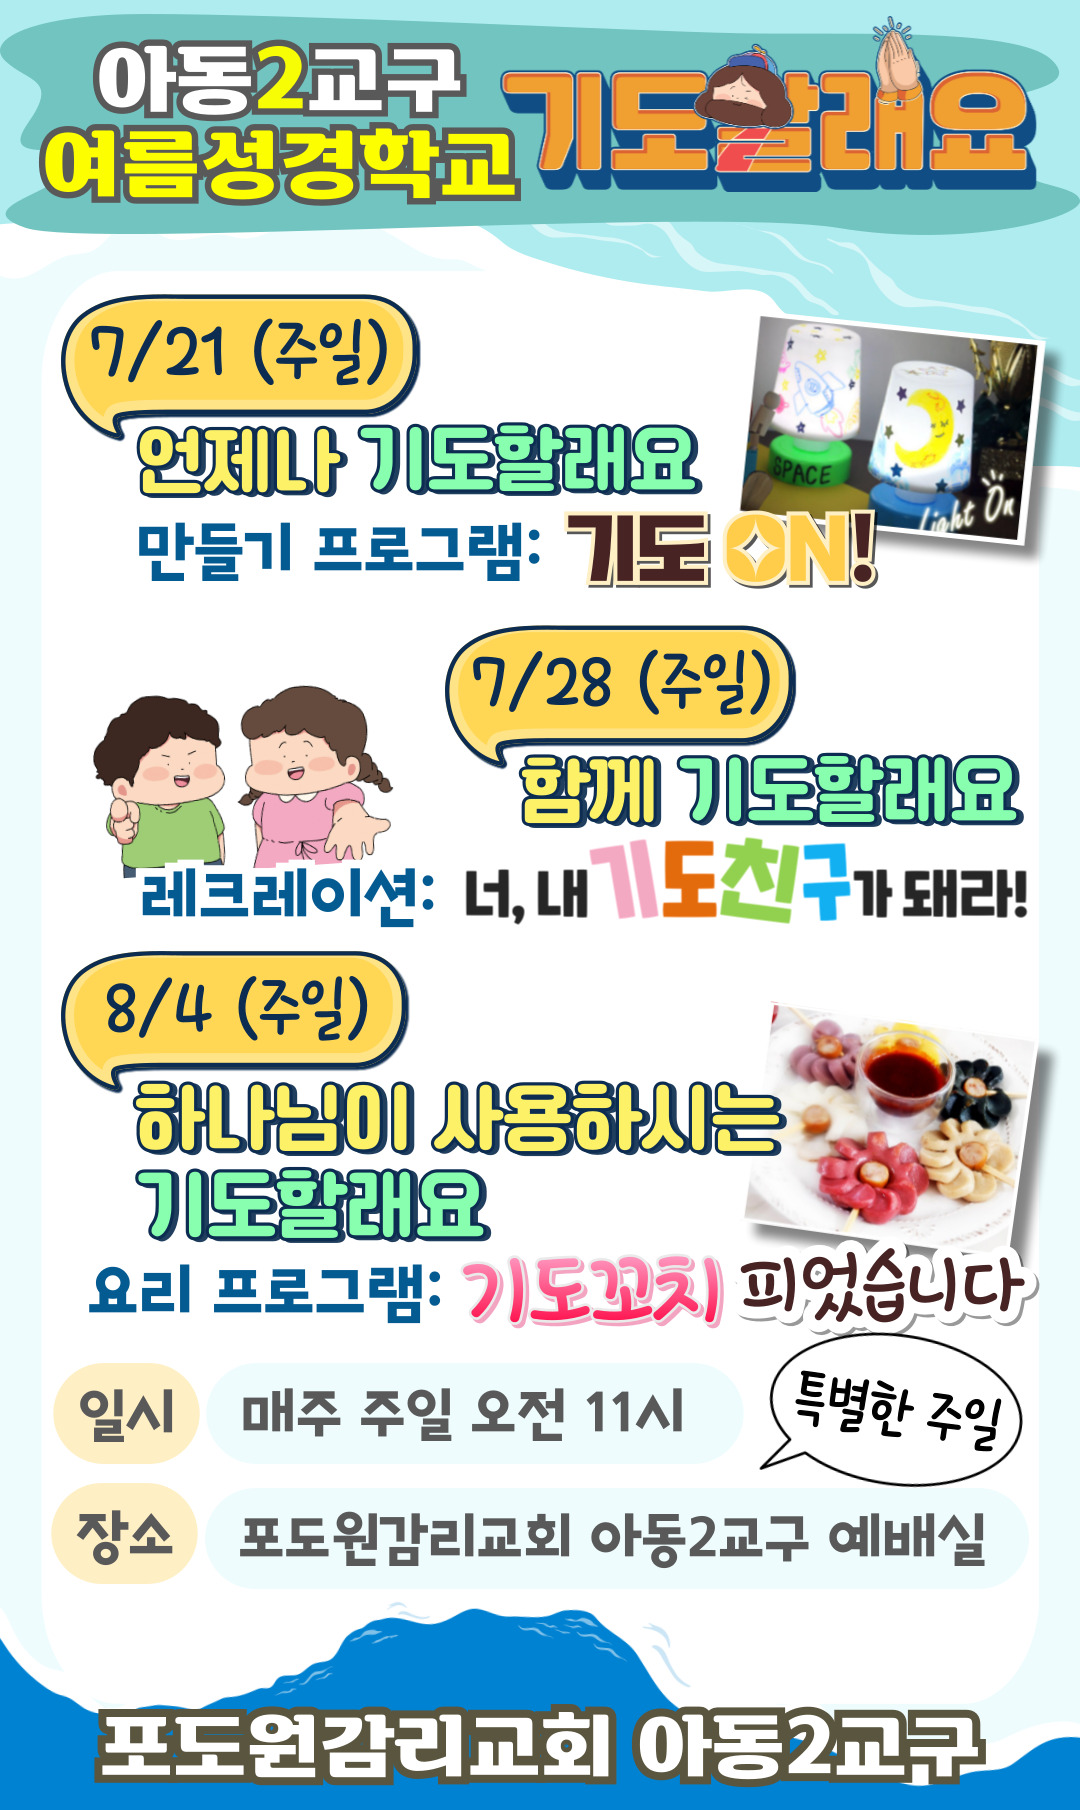 아동2교구
여름성경학교
기도할래요
7/21 (주일)
언제나 기도할래요
만들기 프로그램: 기도 ON!
SPACE
Light On
7/28 (주일)
함께 기도할래요
레크레이션: 너, 내 기도친구가 돼라!
8/4 (주일)
하나님이 사용하시는
기도할래요
요리 프로그램: 기도꼬치 피었습니다
일시 매주 주일 오전 11시
특별한 주일
장소 포도원감리교회 아동2교구 예배실
포도원감리교회 아동2교구